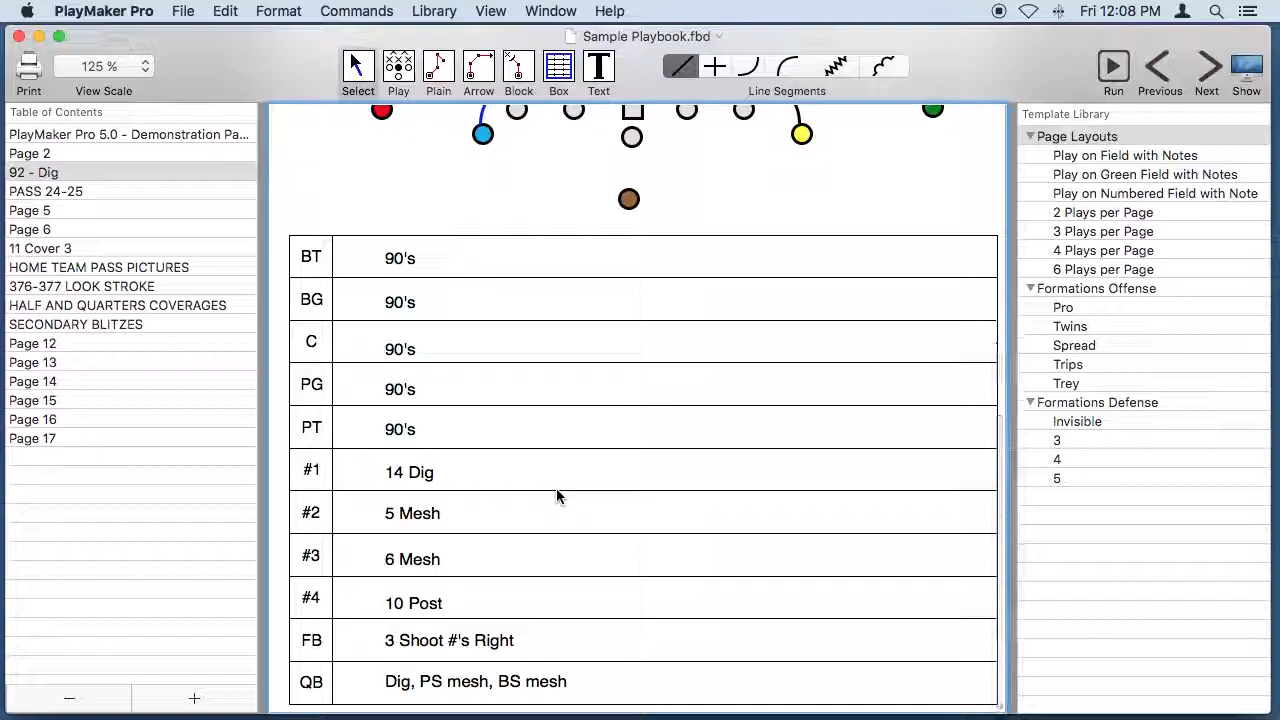 PlayMaker Pro File Edit Format Commands Library View Window Help Fri 12:08 PM
Sample Playbook.fbd
125 %
Print View Scale Select Play Plain Arrow Block Box Text Line Segments Run Previous Next Show
T
Table of Contents
PlayMaker Pro 5.0 - Demonstration Pa...
Page 2
92 - Dig
PASS 24-25
Page 5
Page 6
11 Cover 3
HOME TEAM PASS PICTURES
376-377 LOOK STROKE
HALF AND QUARTERS COVERAGES
SECONDARY BLITZES
Page 12
Page 13
Page 14
Page 15
Page 16
Page 17
BT 90's
BG 90's
C 90's
PG 90's
PT 90's
#1 14 Dig
#2 5 Mesh
#3 6 Mesh
#4 10 Post
FB 3 Shoot #'s Right
QB Dig, PS mesh, BS mesh
Template Library
Page Layouts
Play on Field with Notes
Play on Green Field with Notes
Play on Numbered Field with Note
2 Plays per Page
3 Plays per Page
4 Plays per Page
6 Plays per Page
Formations Offense
Pro
Twins
Spread
Trips
Trey
Formations Defense
Invisible
3
4
5